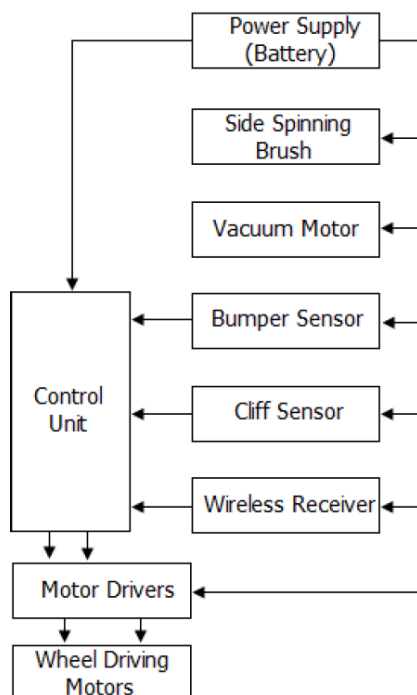 Power Supply
(Battery)
Side Spinning
Brush
Vacuum Motor
Bumper Sensor
Control
Unit
Cliff Sensor
Wireless Receiver
Motor Drivers
Wheel Driving
Motors